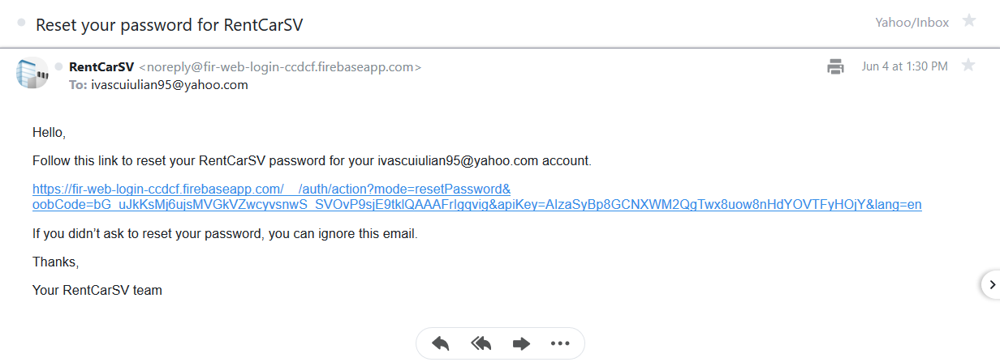 Reset your password for RentCarSV
Yahoo/Inbox
RentCarSV <noreply@fir-web-login-ccdcf.firebaseapp.com>
Jun 4 at 1:30 PM
To: ivascuiulian95@yahoo.com
Hello,
Follow this link to reset your RentCarSV password for your ivascuiulian95@yahoo.com account.
https://fir-web-login-ccdcf.firebaseapp.com/__/auth/action?mode=resetPassword&
oobCode=bG_uJkKsMj6ujsMVGkVZwcyvsnwS_SVOvP9sjE9tklQAAAFrIgqvig&apiKey=AIzaSyBp8GCNXWM2QgTwx8uow8nHdYOVTFyHOjY&lang=en
If you didn’t ask to reset your password, you can ignore this email.
Thanks,
Your RentCarSV team